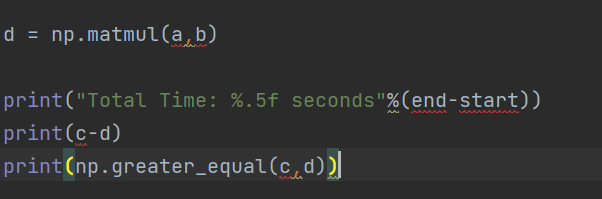 d = np.matmul(a,b)
print("Total Time: %.5f seconds"%(end-start))
print(c-d)
print(np.greater_equal(c,d))